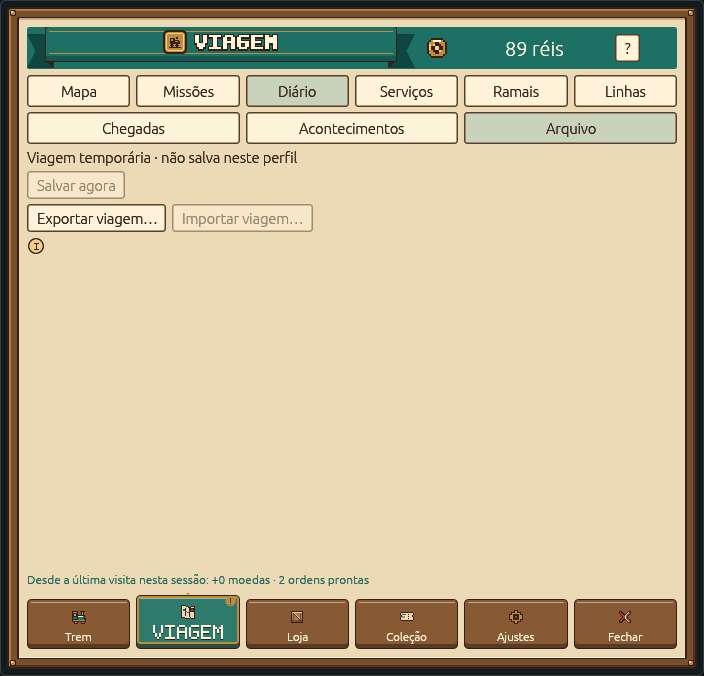 VIAGEM
89 réis
?
Mapa
Missões
Diário
Serviços
Ramais
Linhas
Chegadas
Acontecimentos
Arquivo
Viagem temporária · não salva neste perfil
Salvar agora
Exportar viagem...
Importar viagem...
I
Desde a última visita nesta sessão: +0 moedas · 2 ordens prontas
!
Trem
VIAGEM
Loja
Coleção
Ajustes
Fechar